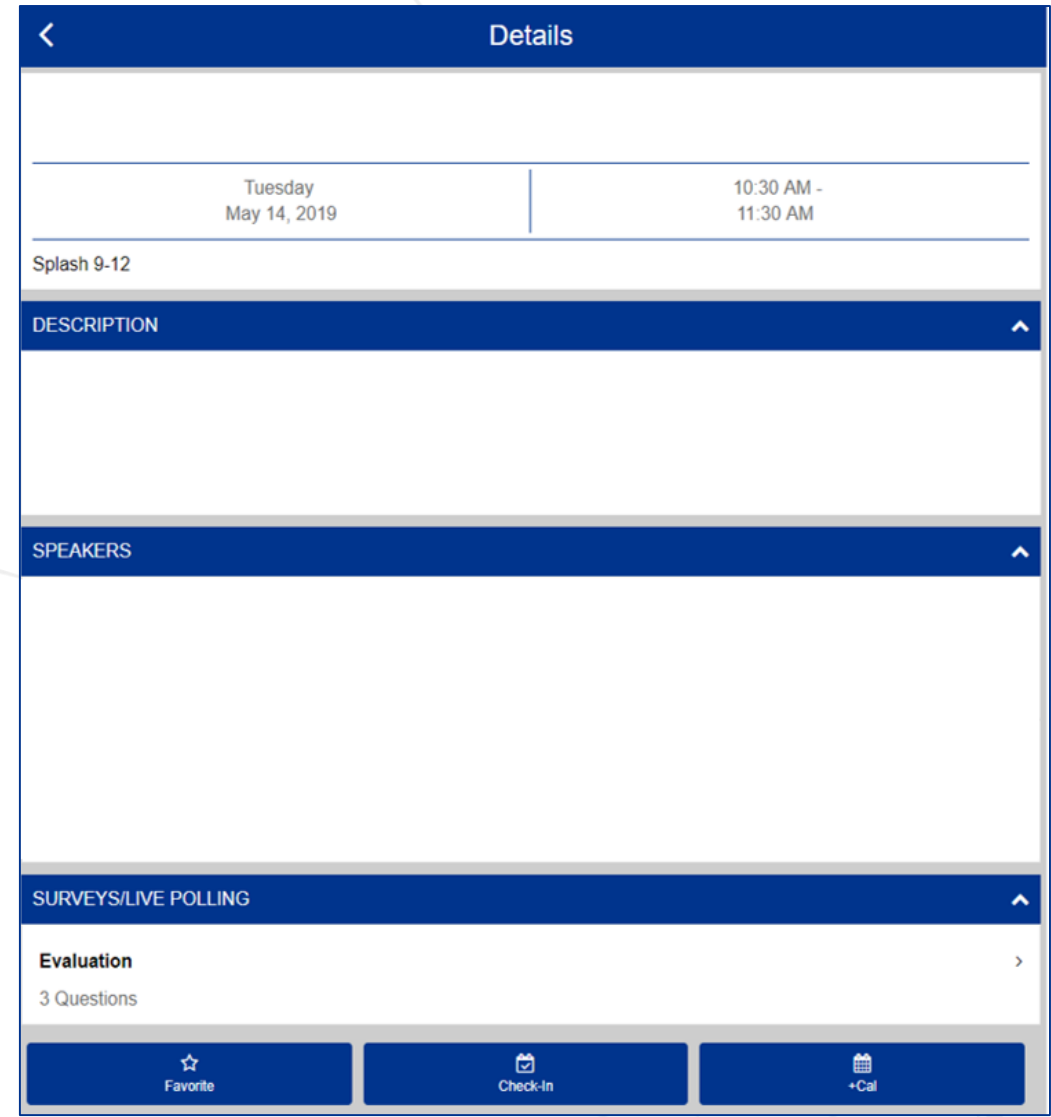 Details
Tuesday
May 14, 2019
10:30 AM -
11:30 AM
Splash 9-12
DESCRIPTION
SPEAKERS
SURVEYS/LIVE POLLING
Evaluation
3 Questions
Favorite
Check-In
+Cal